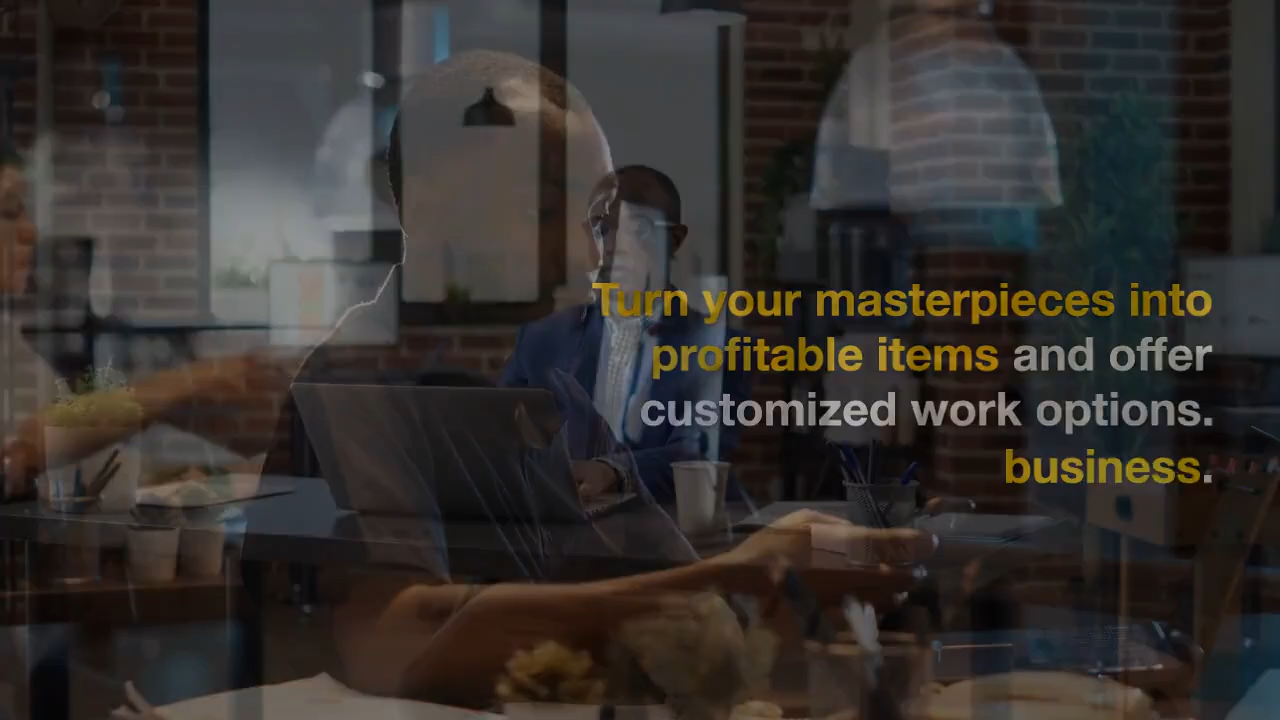 Turn your masterpieces into
profitable items and offer
customized work options.
business.